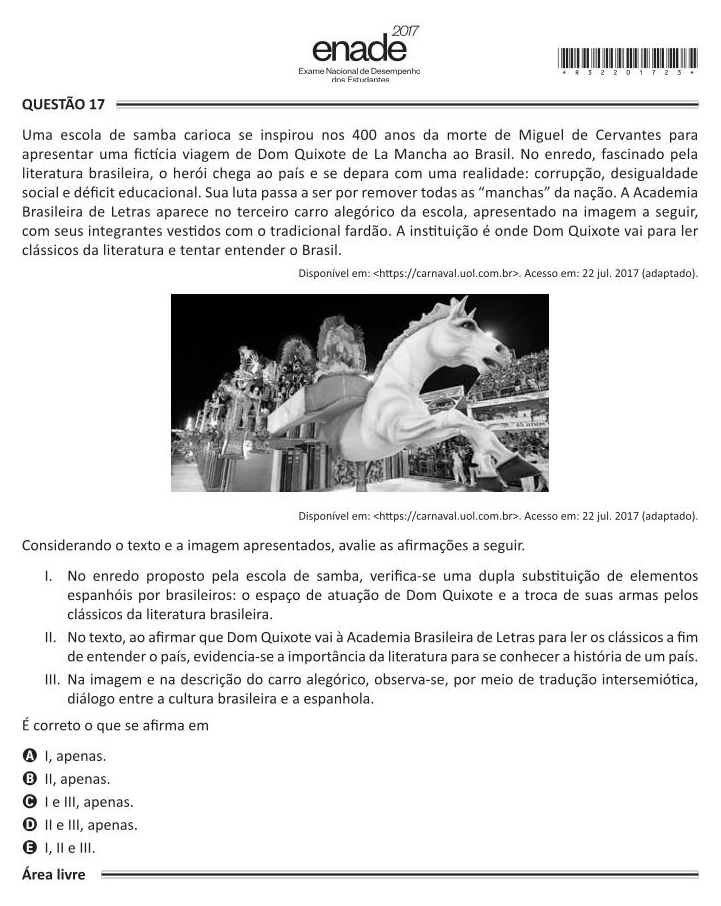 2017
enade
Exame Nacional de Desempenho
dos Estudantes
* R 3 2 2 0 1 7 2 3 *
QUESTÃO 17
Uma escola de samba carioca se inspirou nos 400 anos da morte de Miguel de Cervantes para
apresentar uma fictícia viagem de Dom Quixote de La Mancha ao Brasil. No enredo, fascinado pela
literatura brasileira, o herói chega ao país e se depara com uma realidade: corrupção, desigualdade
social e déficit educacional. Sua luta passa a ser por remover todas as “manchas” da nação. A Academia
Brasileira de Letras aparece no terceiro carro alegórico da escola, apresentado na imagem a seguir,
com seus integrantes vestidos com o tradicional fardão. A instituição é onde Dom Quixote vai para ler
clássicos da literatura e tentar entender o Brasil.
Disponível em: <https://carnaval.uol.com.br>. Acesso em: 22 jul. 2017 (adaptado).
45 anos
Disponível em: <https://carnaval.uol.com.br>. Acesso em: 22 jul. 2017 (adaptado).
Considerando o texto e a imagem apresentados, avalie as afirmações a seguir.
I. No enredo proposto pela escola de samba, verifica-se uma dupla substituição de elementos
espanhóis por brasileiros: o espaço de atuação de Dom Quixote e a troca de suas armas pelos
clássicos da literatura brasileira.
II. No texto, ao afirmar que Dom Quixote vai à Academia Brasileira de Letras para ler os clássicos a fim
de entender o país, evidencia-se a importância da literatura para se conhecer a história de um país.
III. Na imagem e na descrição do carro alegórico, observa-se, por meio de tradução intersemiótica,
diálogo entre a cultura brasileira e a espanhola.
É correto o que se afirma em
A I, apenas.
B II, apenas.
C I e III, apenas.
D II e III, apenas.
E I, II e III.
Área livre